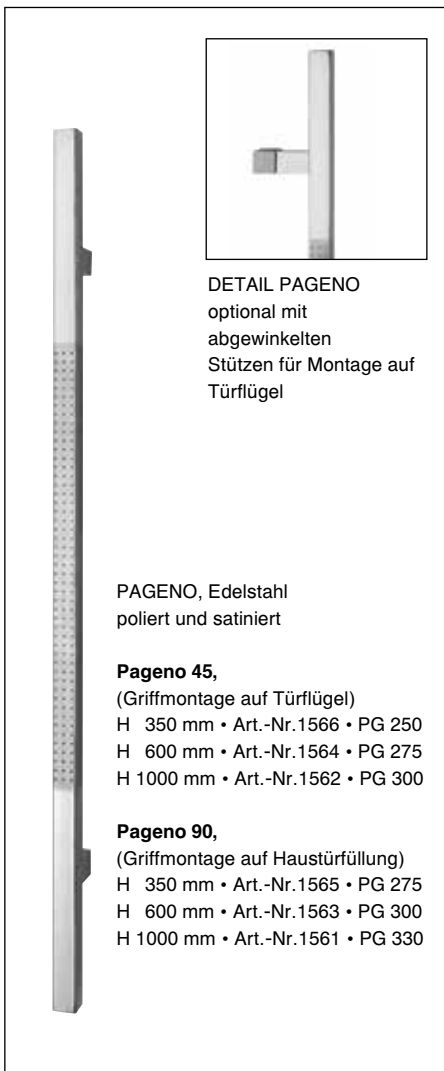 DETAIL PAGENO
optional mit
abgewinkelten
Stützen für Montage auf
Türflügel
PAGENO, Edelstahl
poliert und satiniert
Pageno 45,
(Griffmontage auf Türflügel)
H 350 mm • Art.-Nr.1566 • PG 250
H 600 mm • Art.-Nr.1564 • PG 275
H 1000 mm • Art.-Nr.1562 • PG 300
Pageno 90,
(Griffmontage auf Haustürfüllung)
H 350 mm • Art.-Nr.1565 • PG 275
H 600 mm • Art.-Nr.1563 • PG 300
H 1000 mm • Art.-Nr.1561 • PG 330